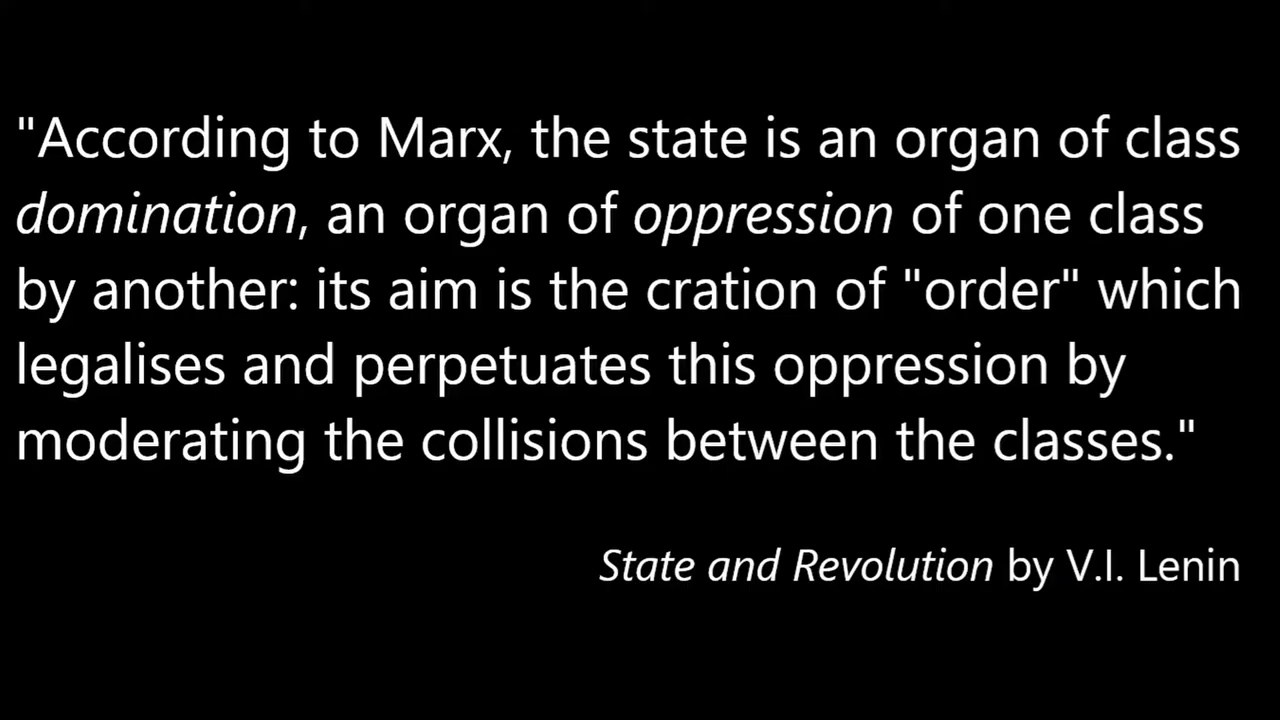 "According to Marx, the state is an organ of class
domination, an organ of oppression of one class
by another: its aim is the cration of "order" which
legalises and perpetuates this oppression by
moderating the collisions between the classes."
State and Revolution by V.I. Lenin